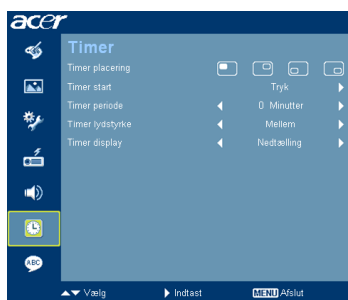 acer
Timer
Timer placering
Timer start Tryk
Timer periode 0 Minutter
Timer lydstyrke Mellem
Timer display Nedtælling
ABC
Vælg Indtast MENU Afslut